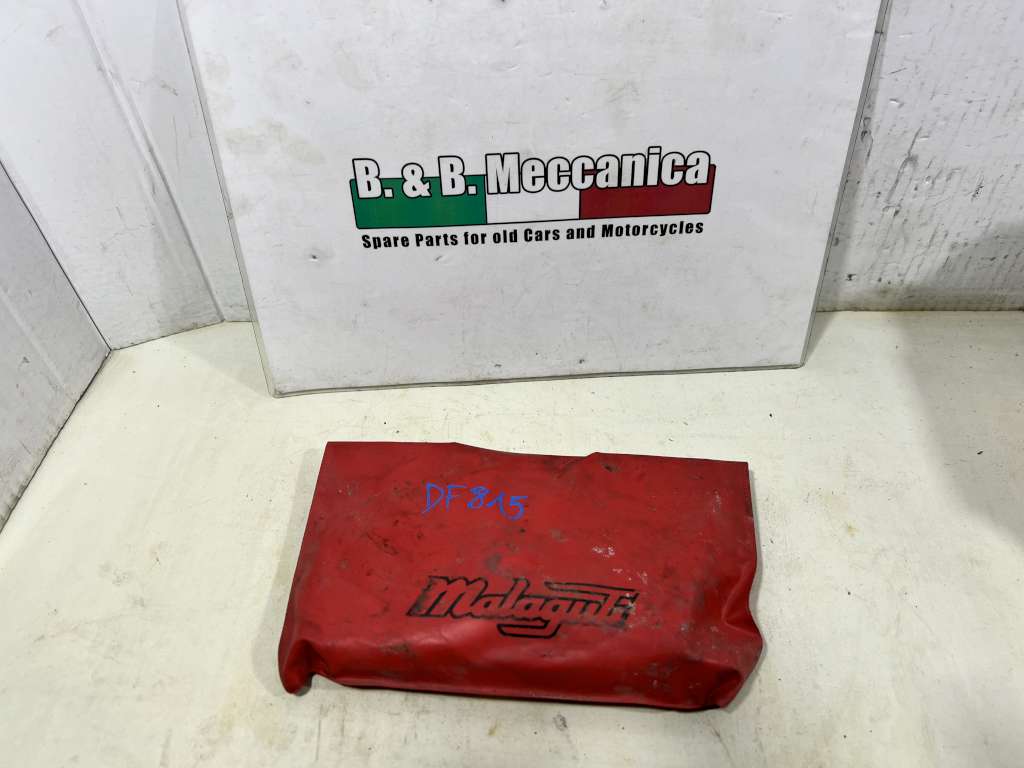 B. & B. Meccanica
Spare Parts for old Cars and Motorcycles
DF815
Malaguti